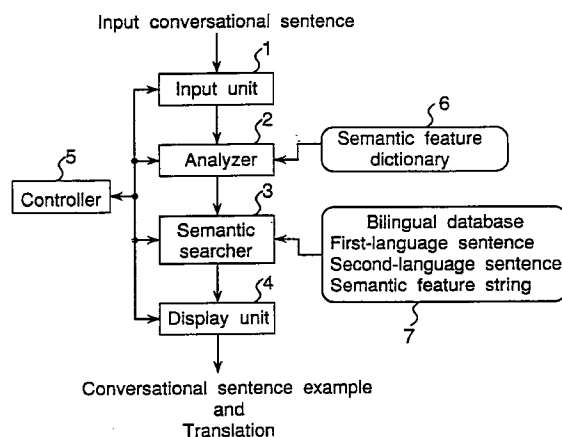 Input conversational sentence
1
Input unit
2
6
Semantic feature
dictionary
Analyzer
5
Controller
3
Semantic
searcher
Bilingual database
First-language sentence
Second-language sentence
Semantic feature string
7
4
Display unit
Conversational sentence example
and
Translation